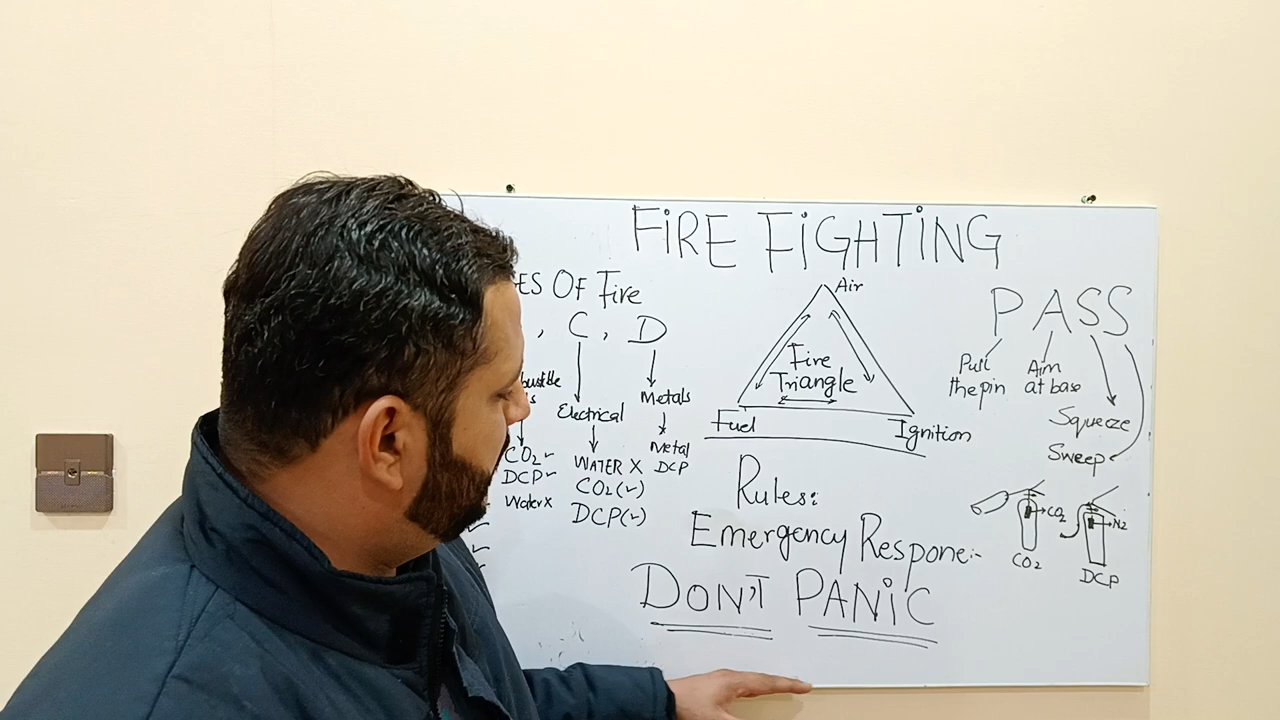 FIRE FIGHTING
ES OF Fire
, C, D
bustible
s
Electrical
Metals
CO2 ✓
DCP ✓
Water X
WATER X
CO2 (✓)
DCP (✓)
Metal
DCP
Air
Fire
Triangle
Fuel
Ignition
Rules:
Emergency Respone:-
DON'T PANIC
PASS
Pull
the pin
Aim
at base
Squeeze
Sweep
CO2
CO2
N2
DCP